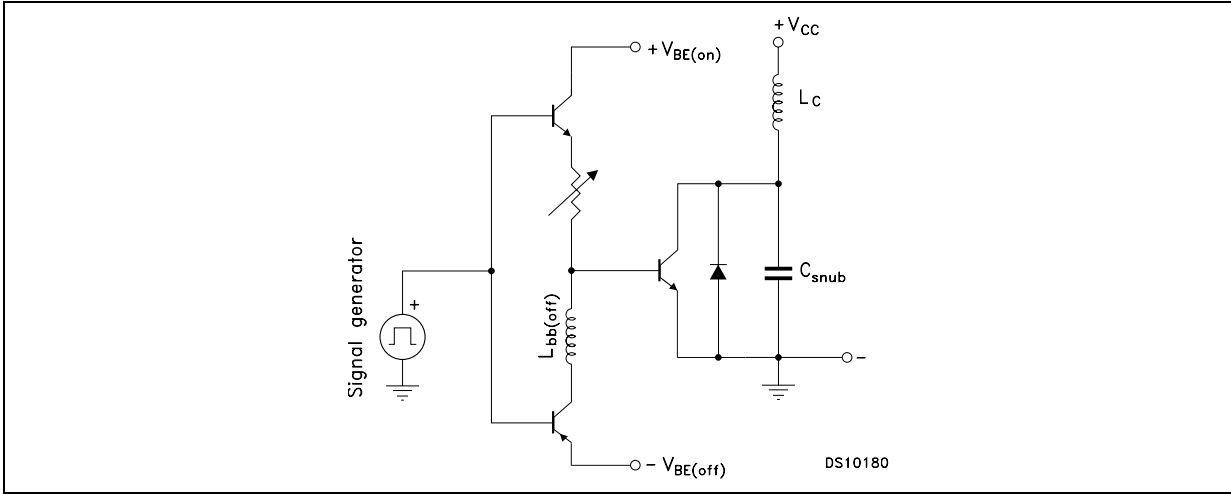 + VCC
+ VBE(on)
LC
Signal generator
+
Lbb(off)
Csnub
-
- VBE(off)
DS10180